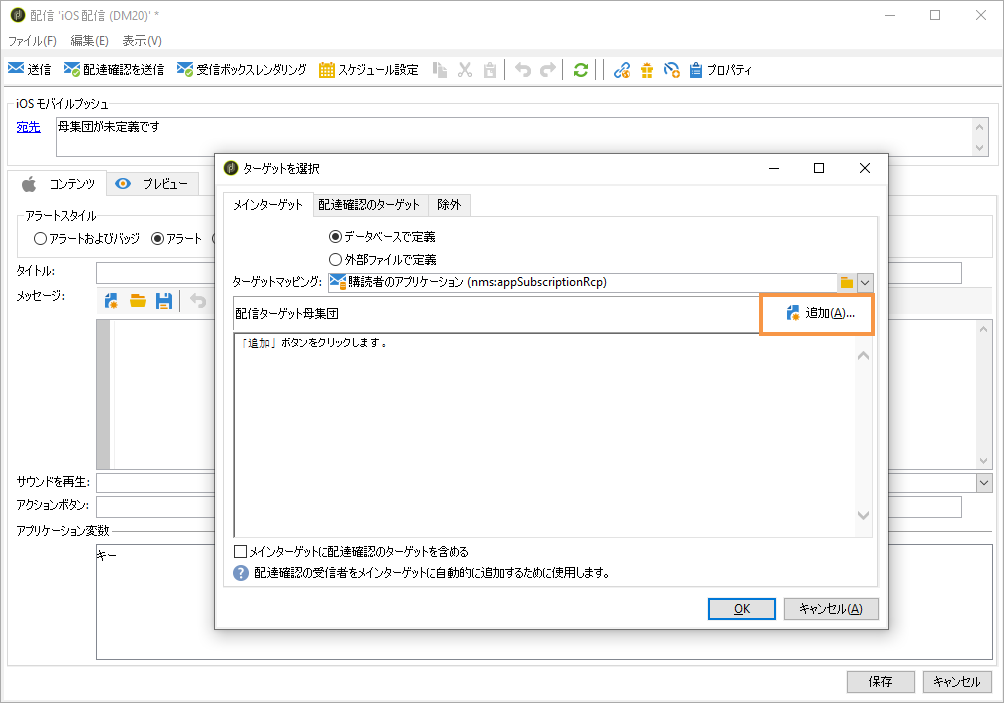 配信 'iOS 配信 (DM20)' *
ファイル(F) 編集(E) 表示(V)
送信 配達確認を送信 受信ボックスレンダリング スケジュール設定 プロパティ
iOS モバイルプッシュ
宛先 母集団が未定義です
コンテンツ プレビュー
アラートスタイル
アラートおよびバッジ アラート
タイトル:
メッセージ:
サウンドを再生:
アクションボタン:
アプリケーション変数
キー
ターゲットを選択
メインターゲット 配達確認のターゲット 除外
データベースで定義
外部ファイルで定義
ターゲットマッピング: 購読者のアプリケーション (nms:appSubscriptionRcp)
配信ターゲット母集団 追加(A)...
「追加」ボタンをクリックします。
メインターゲットに配達確認のターゲットを含める
配達確認の受信者をメインターゲットに自動的に追加するために使用します。
OK キャンセル(A)
保存 キャンセル